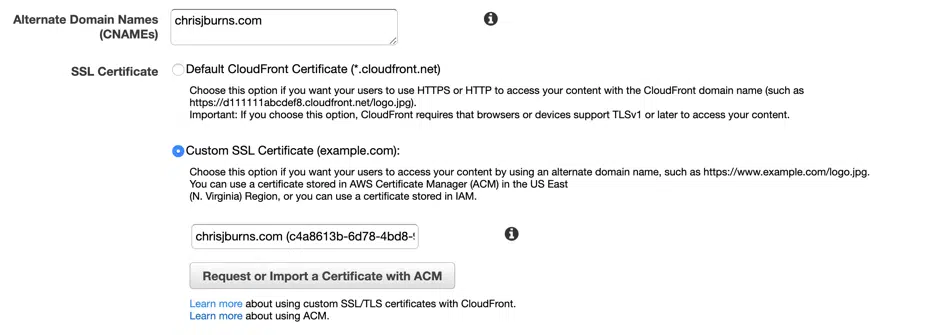 Alternate Domain Names
(CNAMEs)
chrisjburns.com
SSL Certificate
Default CloudFront Certificate (*.cloudfront.net)
Choose this option if you want your users to use HTTPS or HTTP to access your content with the CloudFront domain name (such as
https://d111111abcdef8.cloudfront.net/logo.jpg).
Important: If you choose this option, CloudFront requires that browsers or devices support TLSv1 or later to access your content.
Custom SSL Certificate (example.com):
Choose this option if you want your users to access your content by using an alternate domain name, such as https://www.example.com/logo.jpg.
You can use a certificate stored in AWS Certificate Manager (ACM) in the US East
(N. Virginia) Region, or you can use a certificate stored in IAM.
chrisjburns.com (c4a8613b-6d78-4bd8-
Request or Import a Certificate with ACM
Learn more about using custom SSL/TLS certificates with CloudFront.
Learn more about using ACM.